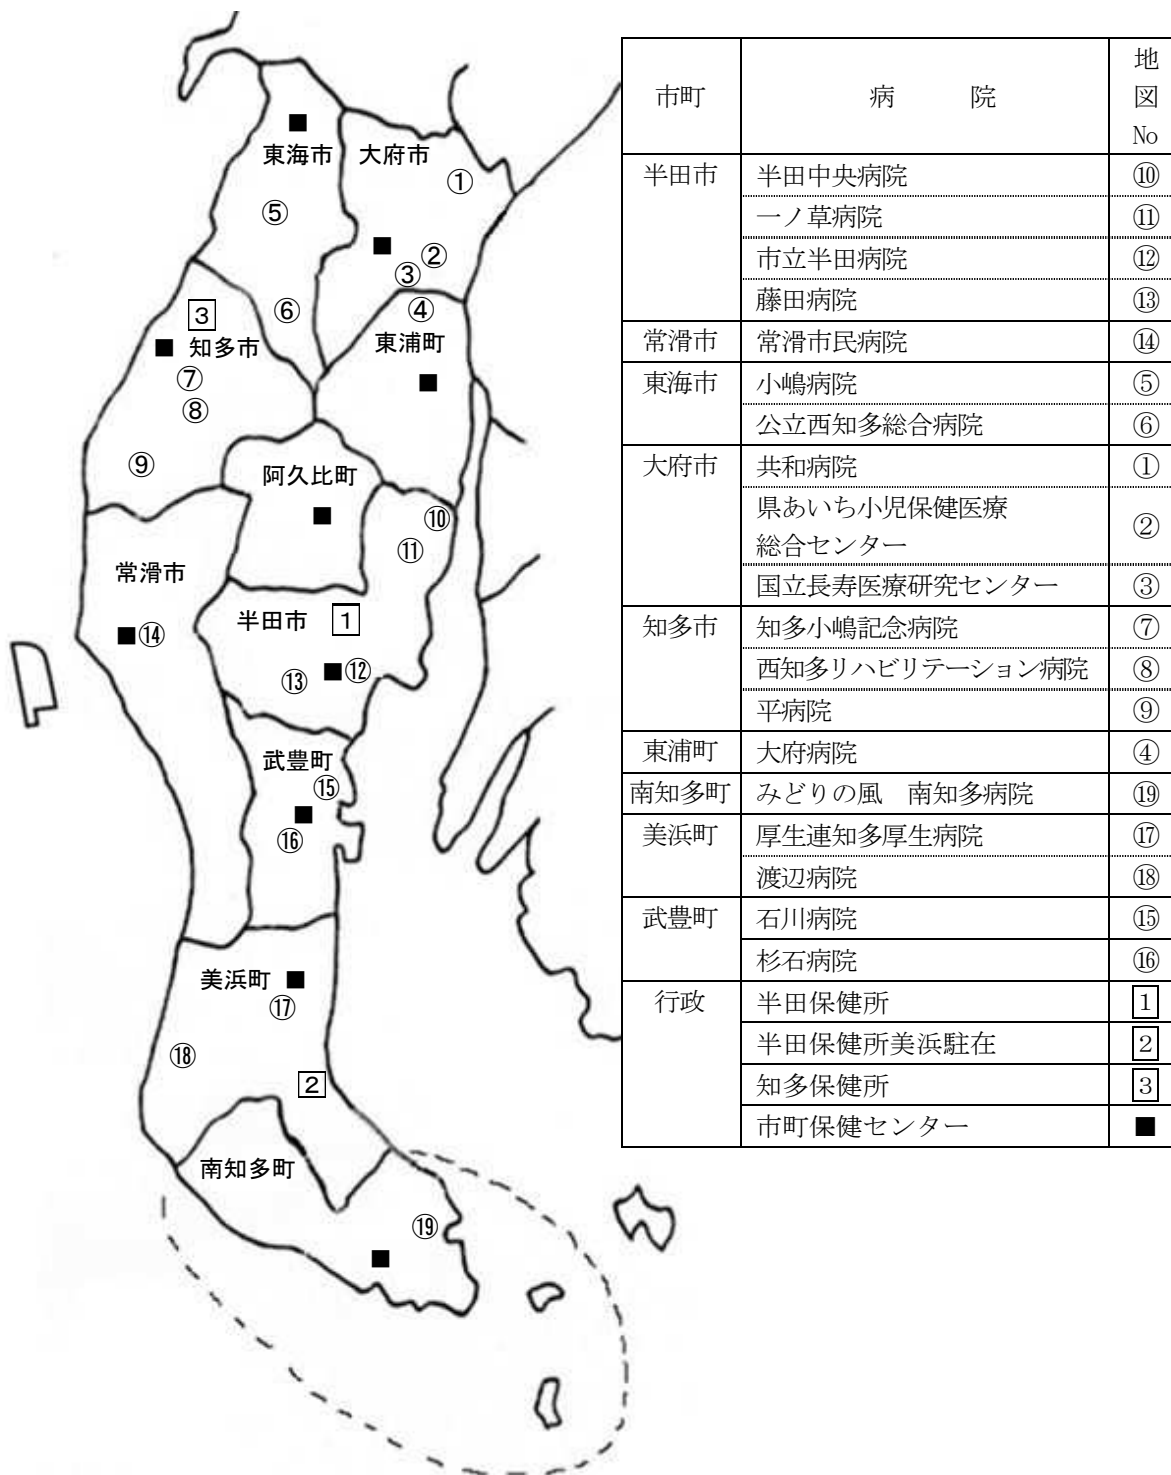 ■
東海市 大府市
①
⑤
■ ②
③
⑥ ④
3
■ 知多市 東浦町
⑦ ■
⑧
⑨ 阿久比町
■ ⑩
⑪
常滑市
半田市 1
■⑭
⑬ ■ ⑫
武豊町
⑮
■
⑯
美浜町 ■
⑰
⑱
2
南知多町
⑲
■
市町 病 院 地図No
半田市 半田中央病院 ⑩
一ノ草病院 ⑪
市立半田病院 ⑫
藤田病院 ⑬
常滑市 常滑市民病院 ⑭
東海市 小嶋病院 ⑤
公立西知多総合病院 ⑥
大府市 共和病院 ①
県あいち小児保健医療
総合センター ②
国立長寿医療研究センター ③
知多市 知多小嶋記念病院 ⑦
西知多リハビリテーション病院 ⑧
平病院 ⑨
東浦町 大府病院 ④
南知多町 みどりの風 南知多病院 ⑲
美浜町 厚生連知多厚生病院 ⑰
渡辺病院 ⑱
武豊町 石川病院 ⑮
杉石病院 ⑯
行政 半田保健所 1
半田保健所美浜駐在 2
知多保健所 3
市町保健センター ■